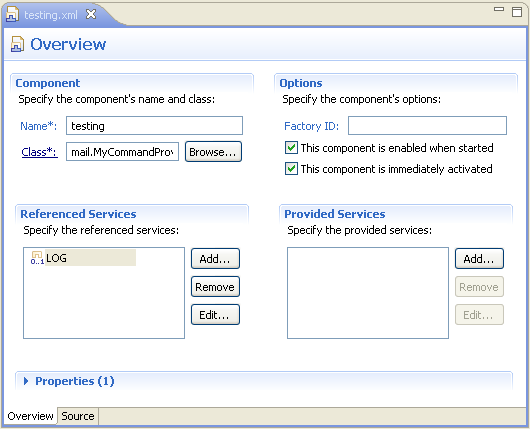 testing.xml
Overview
Component
Specify the component's name and class:
Name*: testing
Class*: mail.MyCommandProv Browse...
Options
Specify the component's options:
Factory ID:
This component is enabled when started
This component is immediately activated
Referenced Services
Specify the referenced services:
0..1 LOG
Add...
Remove
Edit...
Provided Services
Specify the provided services:
Add...
Remove
Edit...
Properties (1)
Overview Source